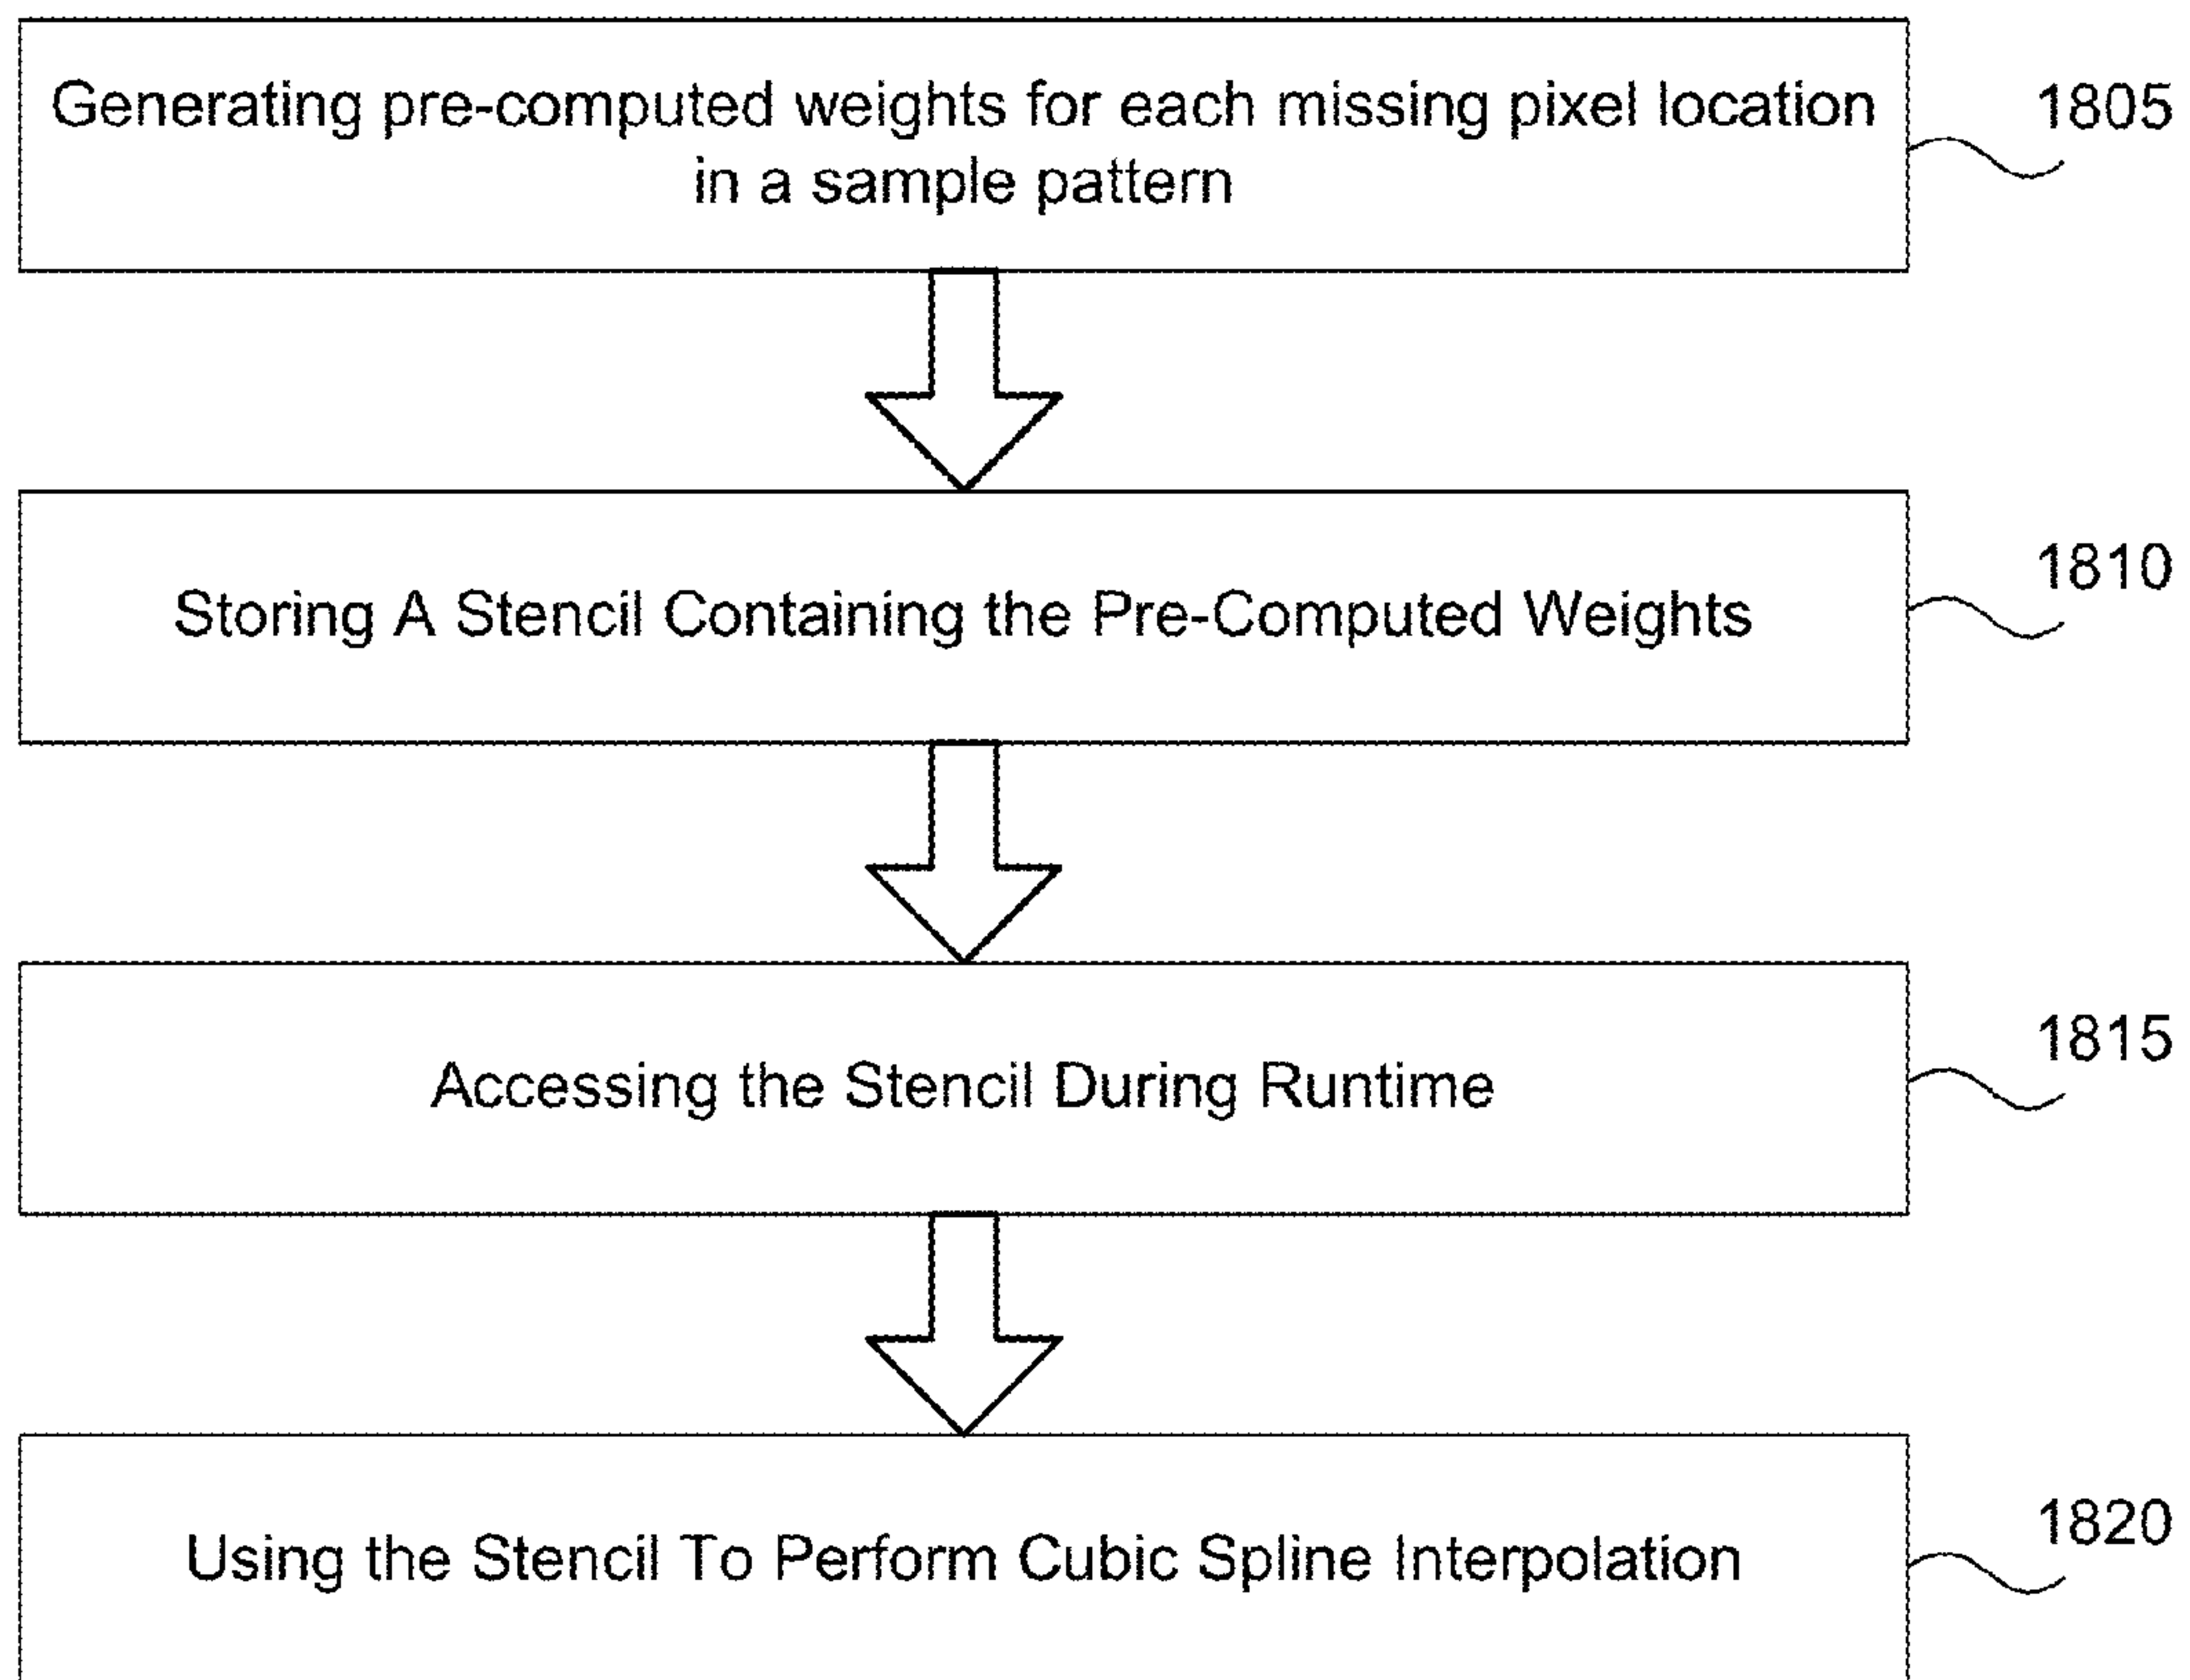 Generating pre-computed weights for each missing pixel location
in a sample pattern
1805
Storing A Stencil Containing the Pre-Computed Weights
1810
Accessing the Stencil During Runtime
1815
Using the Stencil To Perform Cubic Spline Interpolation
1820